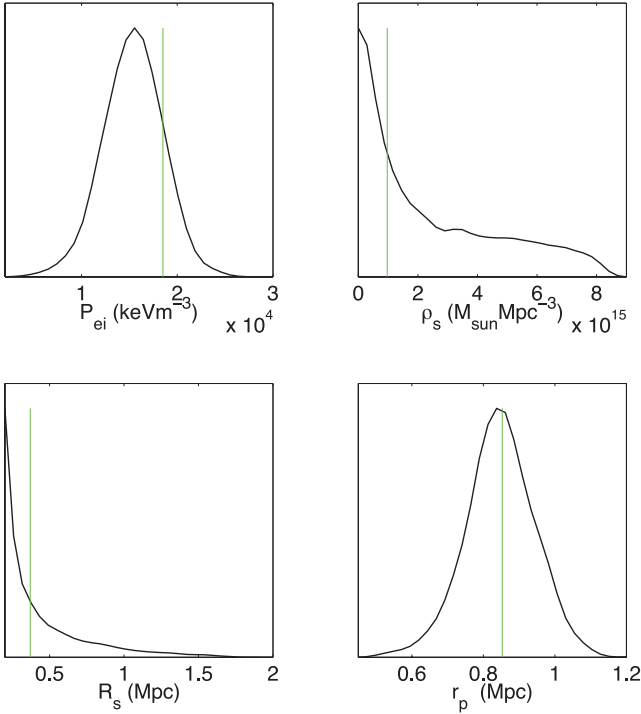 1 2 3
P_ei (keVm^-3) x 10^4
0 2 4 6 8
ρ_s (M_sun Mpc^-3) x 10^15
0.5 1 1.5 2
R_s (Mpc)
0.6 0.8 1 1.2
r_p (Mpc)